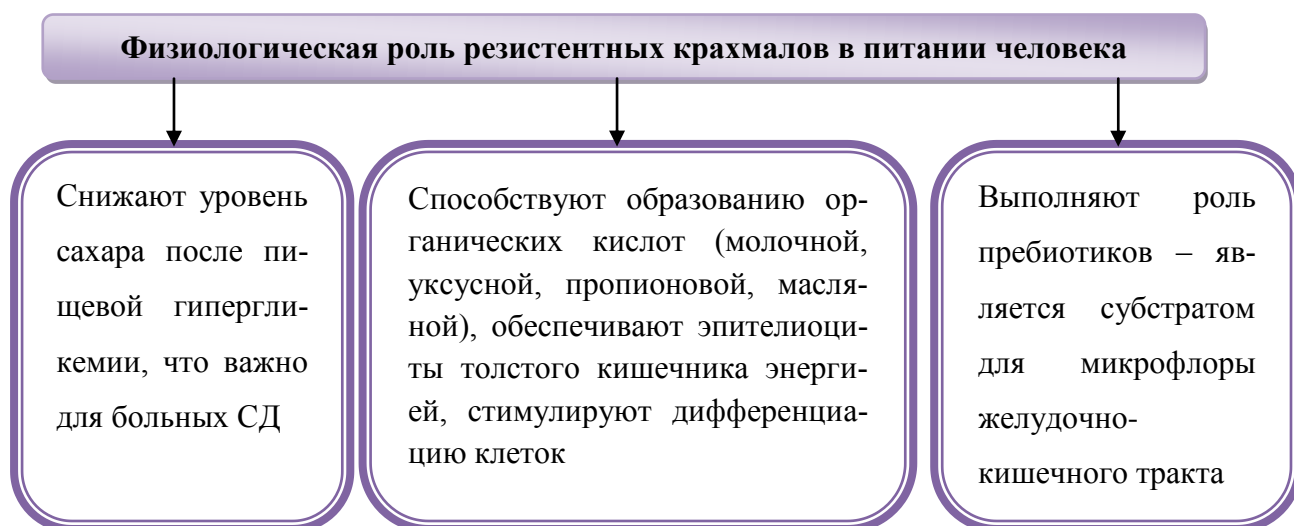 Физиологическая роль резистентных крахмалов в питании человека
Снижают уровень
сахара после пи-
щевой гипергли-
кемии, что важно
для больных СД
Способствуют образованию ор-
ганических кислот (молочной,
уксусной, пропионовой, масля-
ной), обеспечивают эпителиоци-
ты толстого кишечника энерги-
ей, стимулируют дифференциа-
цию клеток
Выполняют роль
пребиотиков – яв-
ляется субстратом
для микрофлоры
желудочно-
кишечного тракта